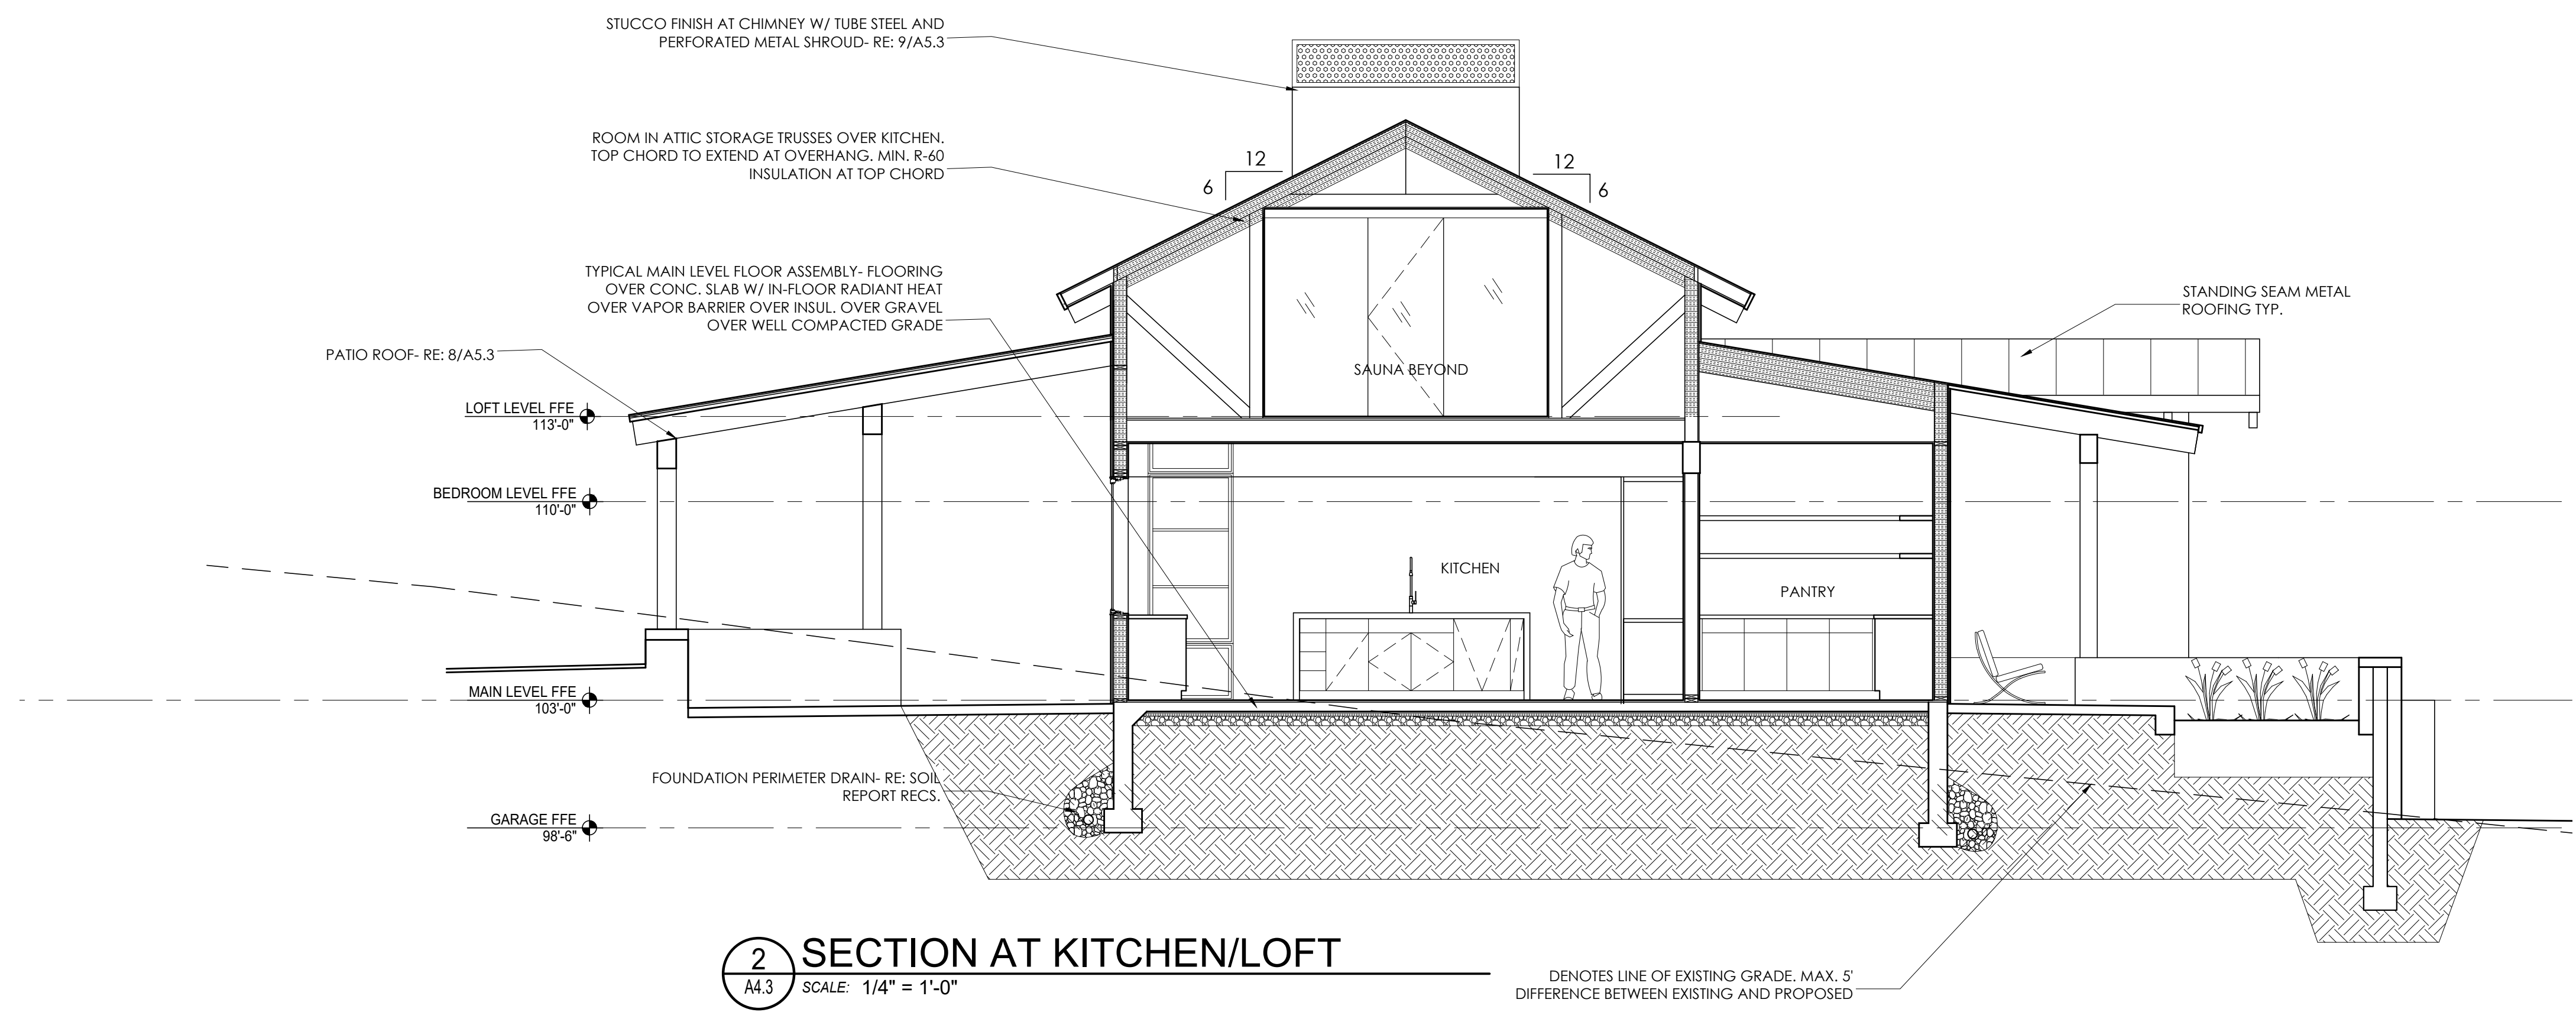 STUCCO FINISH AT CHIMNEY W/ TUBE STEEL AND
PERFORATED METAL SHROUD- RE: 9/A5.3
ROOM IN ATTIC STORAGE TRUSSES OVER KITCHEN.
TOP CHORD TO EXTEND AT OVERHANG. MIN. R-60
INSULATION AT TOP CHORD
12
6
12
6
TYPICAL MAIN LEVEL FLOOR ASSEMBLY- FLOORING
OVER CONC. SLAB W/ IN-FLOOR RADIANT HEAT
OVER VAPOR BARRIER OVER INSUL. OVER GRAVEL
OVER WELL COMPACTED GRADE
STANDING SEAM METAL
ROOFING TYP.
PATIO ROOF- RE: 8/A5.3
SAUNA BEYOND
LOFT LEVEL FFE
113'-0"
BEDROOM LEVEL FFE
110'-0"
KITCHEN
PANTRY
MAIN LEVEL FFE
103'-0"
FOUNDATION PERIMETER DRAIN- RE: SOIL
REPORT RECS.
GARAGE FFE
98'-6"
2
A4.3
SECTION AT KITCHEN/LOFT
SCALE: 1/4" = 1'-0"
DENOTES LINE OF EXISTING GRADE. MAX. 5'
DIFFERENCE BETWEEN EXISTING AND PROPOSED